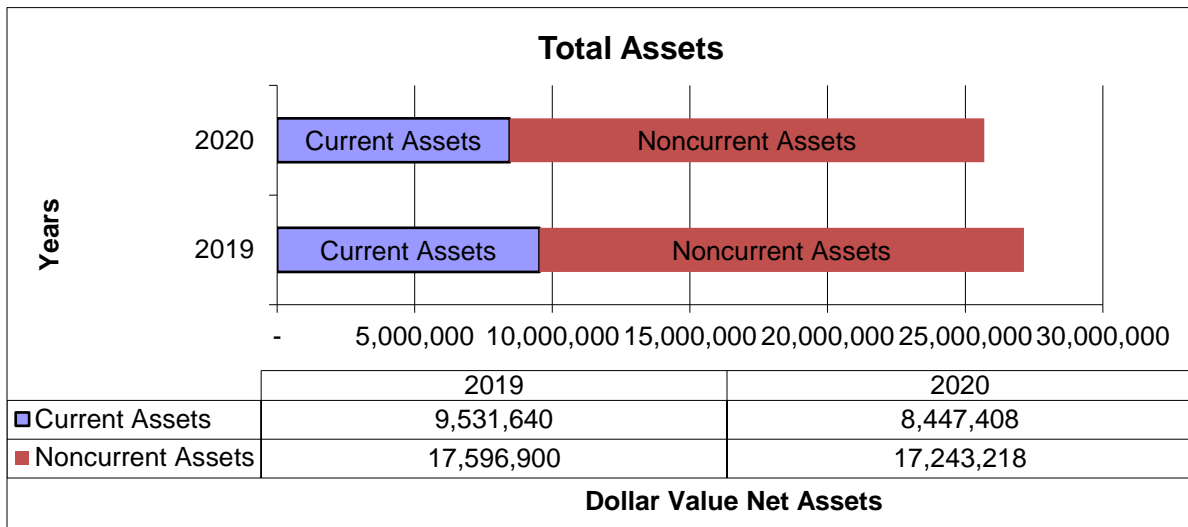 Total Assets
Years
2020
Current Assets
Noncurrent Assets
2019
Current Assets
Noncurrent Assets
- 5,000,000 10,000,000 15,000,000 20,000,000 25,000,000 30,000,000
2019 2020
Current Assets 9,531,640 8,447,408
Noncurrent Assets 17,596,900 17,243,218
Dollar Value Net Assets